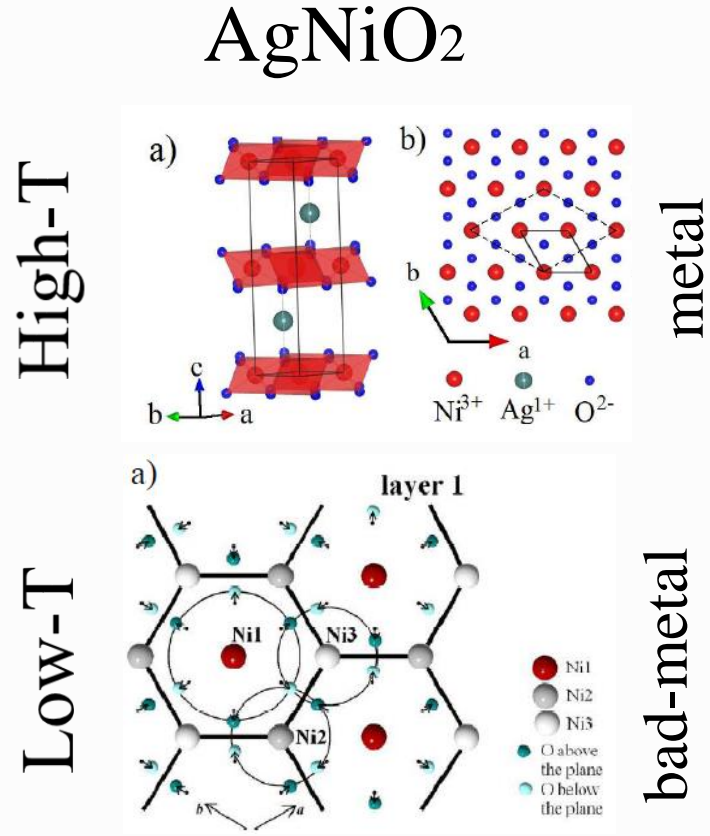 AgNiO₂
High-T
metal
a)
b)
c
b
a
b
a
Ni³⁺
Ag¹⁺
O²⁻
Low-T
bad-metal
a)
layer 1
Ni1
Ni3
Ni2
b
a
Ni1
Ni2
Ni3
O above
the plane
O below
the plane